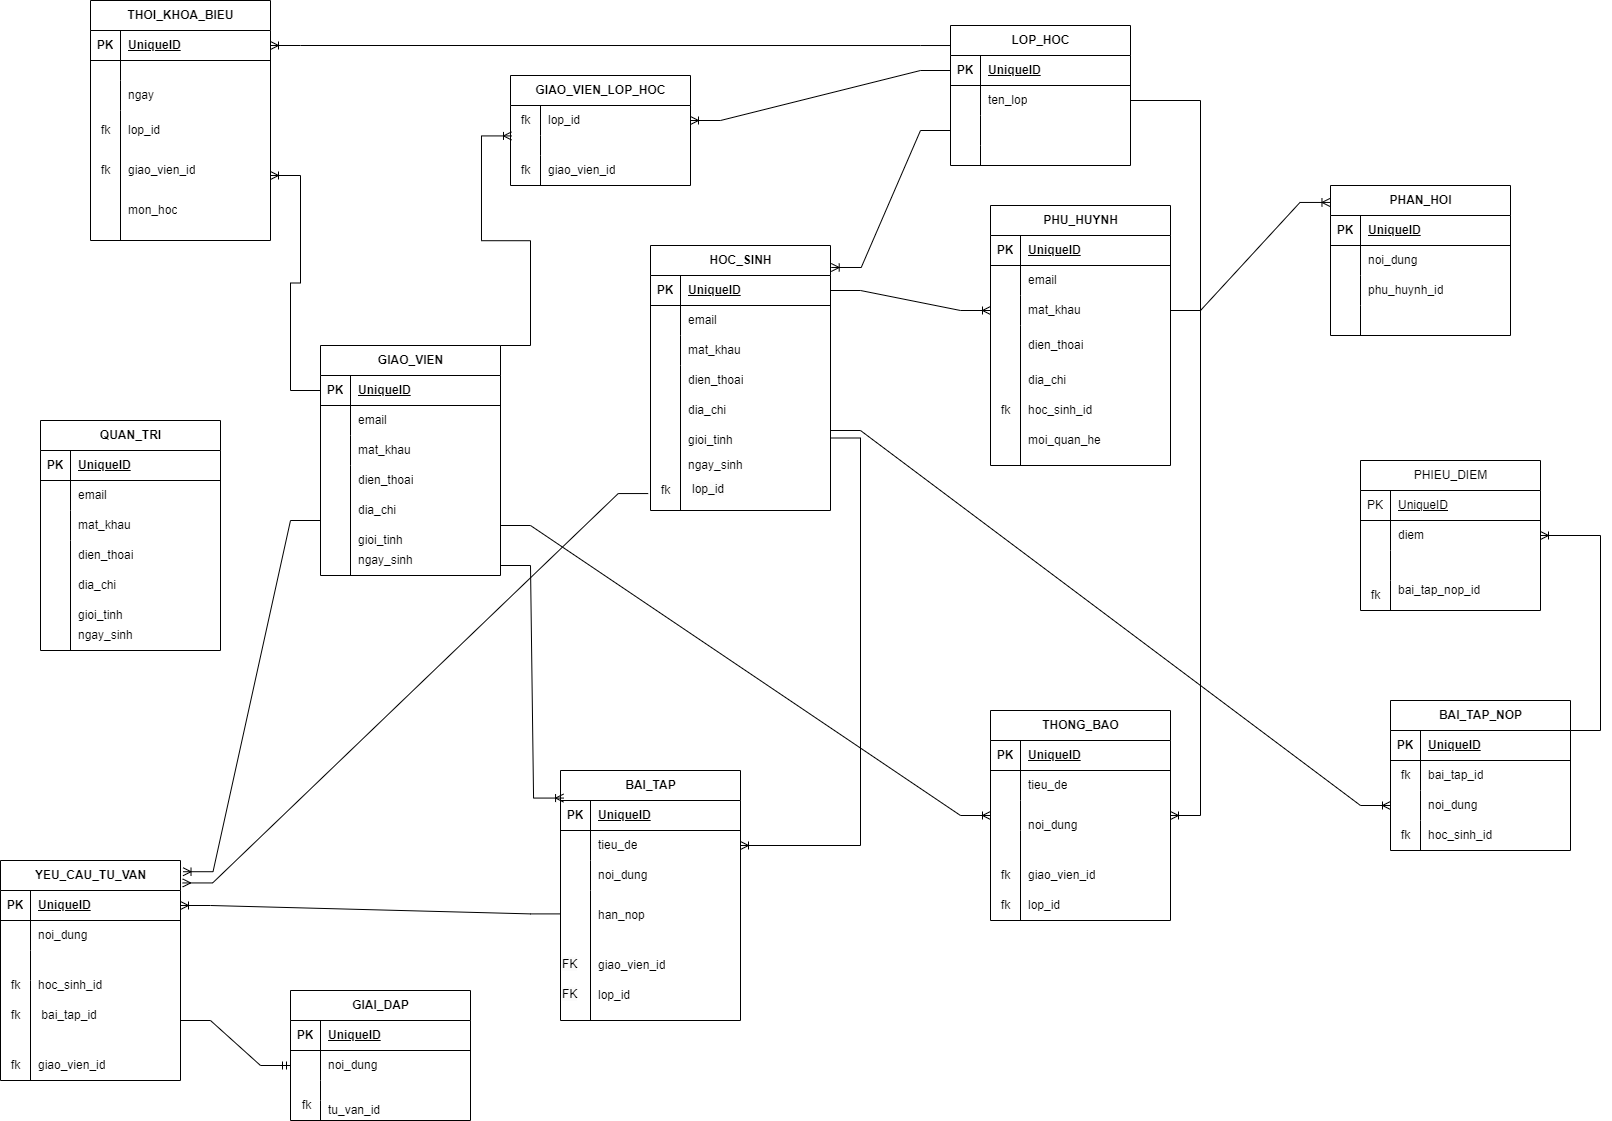 THOI_KHOA_BIEU
PK UniqueID
ngay
fk lop_id
fk giao_vien_id
mon_hoc
GIAO_VIEN_LOP_HOC
fk lop_id
fk giao_vien_id
LOP_HOC
PK UniqueID
ten_lop
PHAN_HOI
PK UniqueID
noi_dung
phu_huynh_id
PHU_HUYNH
PK UniqueID
email
mat_khau
dien_thoai
dia_chi
fk hoc_sinh_id
moi_quan_he
HOC_SINH
PK UniqueID
email
mat_khau
dien_thoai
dia_chi
gioi_tinh
ngay_sinh
fk lop_id
GIAO_VIEN
PK UniqueID
email
mat_khau
dien_thoai
dia_chi
gioi_tinh
ngay_sinh
QUAN_TRI
PK UniqueID
email
mat_khau
dien_thoai
dia_chi
gioi_tinh
ngay_sinh
PHIEU_DIEM
PK UniqueID
diem
fk bai_tap_nop_id
BAI_TAP_NOP
PK UniqueID
fk bai_tap_id
noi_dung
fk hoc_sinh_id
THONG_BAO
PK UniqueID
tieu_de
noi_dung
fk giao_vien_id
fk lop_id
BAI_TAP
PK UniqueID
tieu_de
noi_dung
han_nop
FK giao_vien_id
FK lop_id
YEU_CAU_TU_VAN
PK UniqueID
noi_dung
fk hoc_sinh_id
fk bai_tap_id
fk giao_vien_id
GIAI_DAP
PK UniqueID
noi_dung
fk tu_van_id